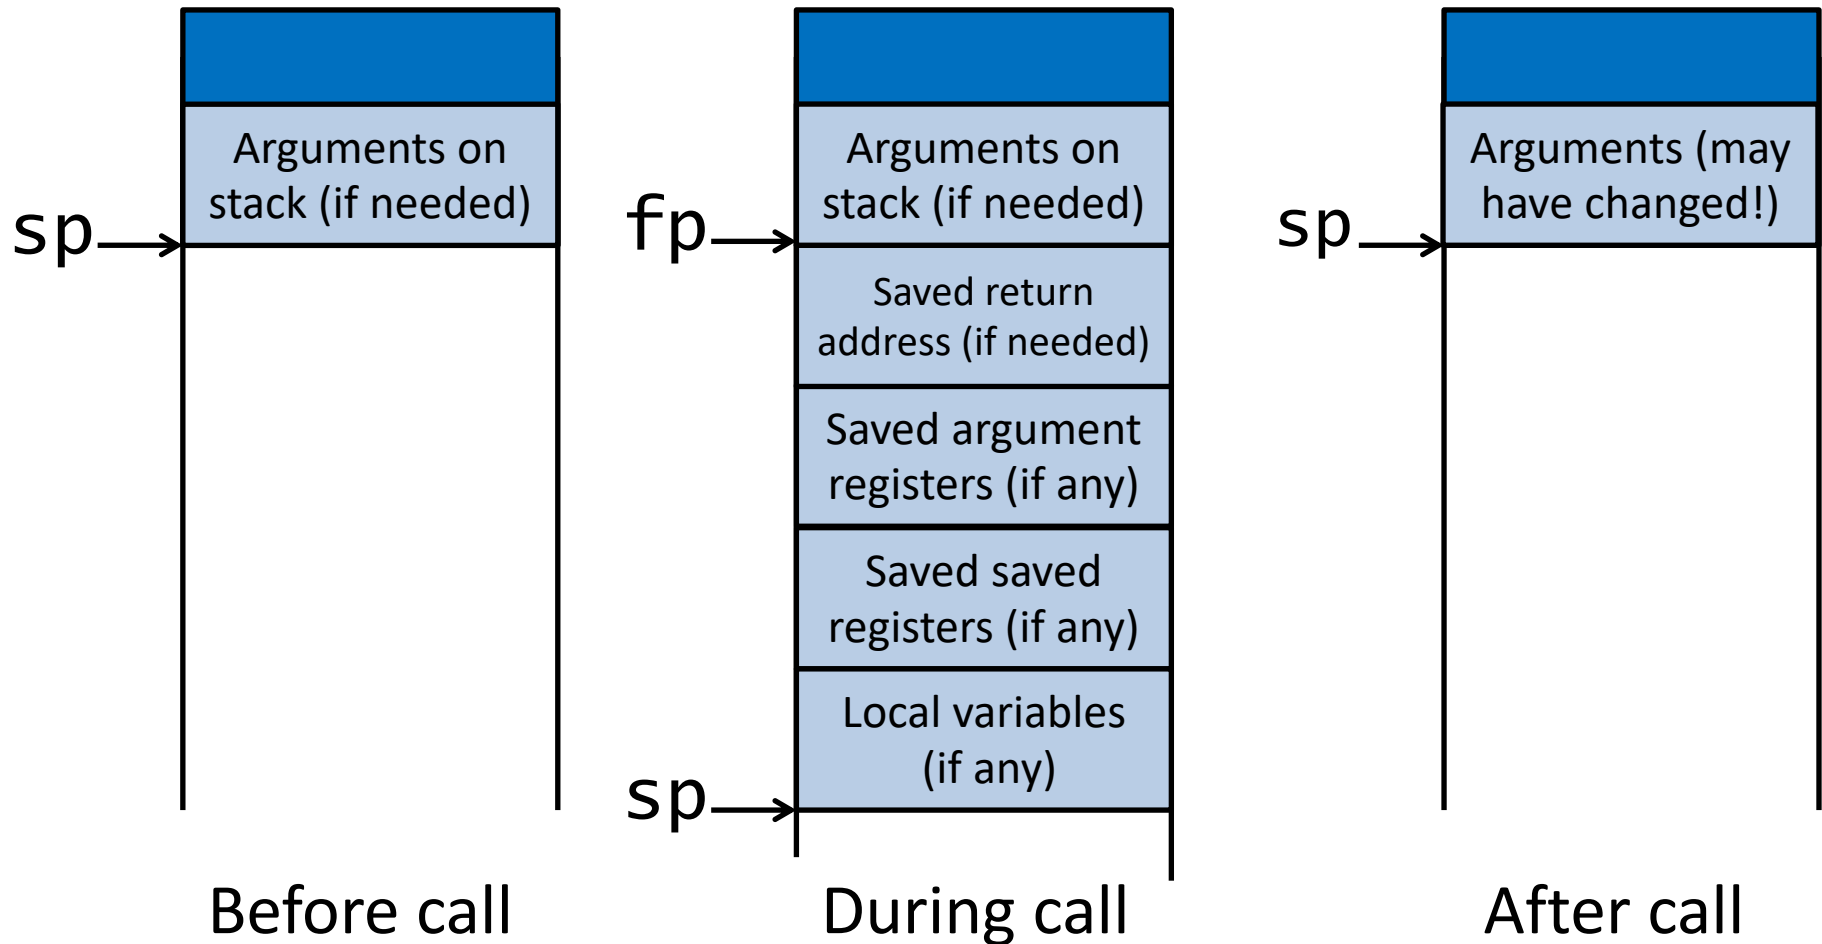 Arguments on
stack (if needed)
sp
Before call
Arguments on
stack (if needed)
fp
Saved return
address (if needed)
Saved argument
registers (if any)
Saved saved
registers (if any)
Local variables
(if any)
sp
During call
Arguments (may
have changed!)
sp
After call